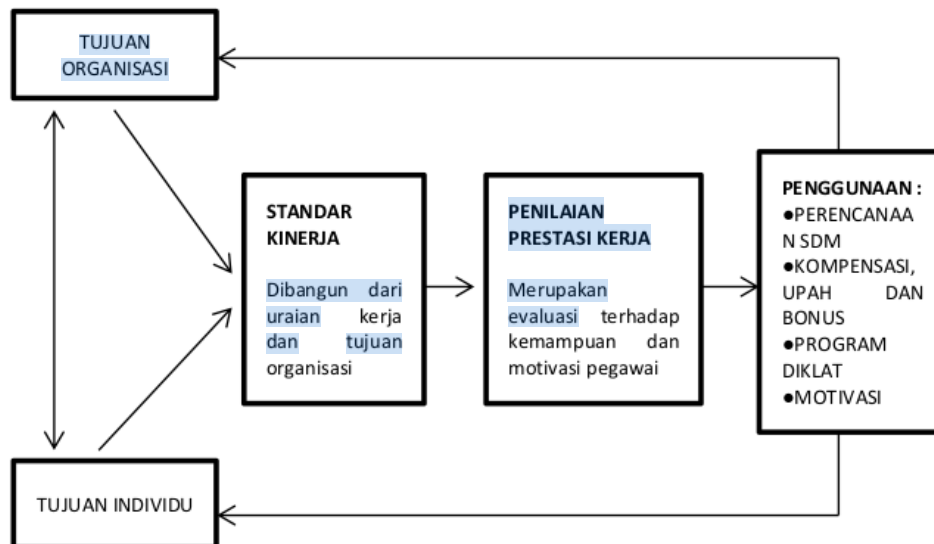 TUJUAN
ORGANISASI
STANDAR
KINERJA
Dibangun dari
uraian kerja
dan tujuan
organisasi
PENILAIAN
PRESTASI KERJA
Merupakan
evaluasi terhadap
kemampuan dan
motivasi pegawai
PENGGUNAAN :
●PERENCANAA
N SDM
●KOMPENSASI,
UPAH DAN
BONUS
●PROGRAM
DIKLAT
●MOTIVASI
TUJUAN INDIVIDU